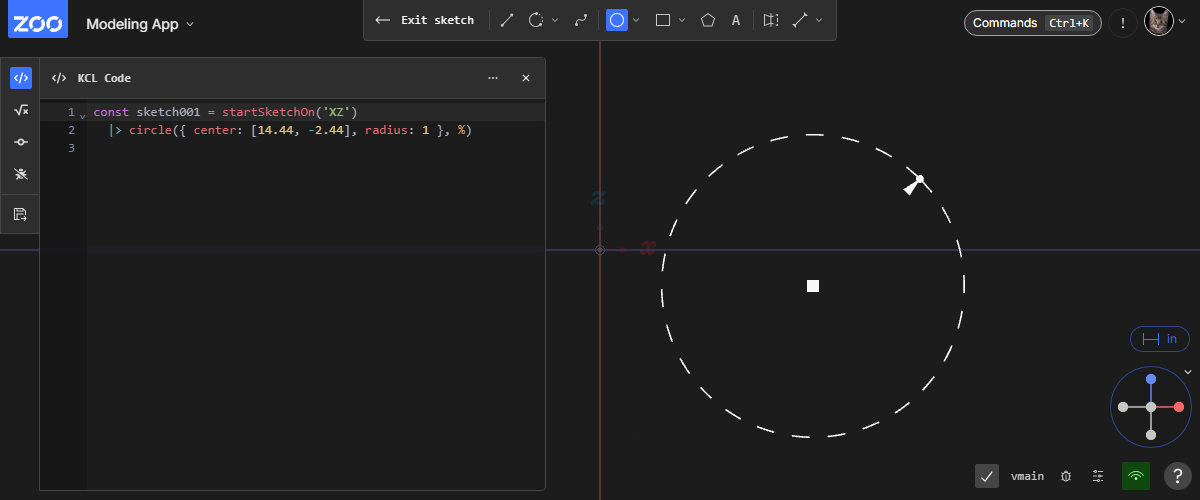 ZOO Modeling App
Exit sketch
A
Commands Ctrl+K
!
KCL Code
1 const sketch001 = startSketchOn('XZ')
2 |> circle({ center: [14.44, -2.44], radius: 1 }, %)
3
z
x
in
vmain
?